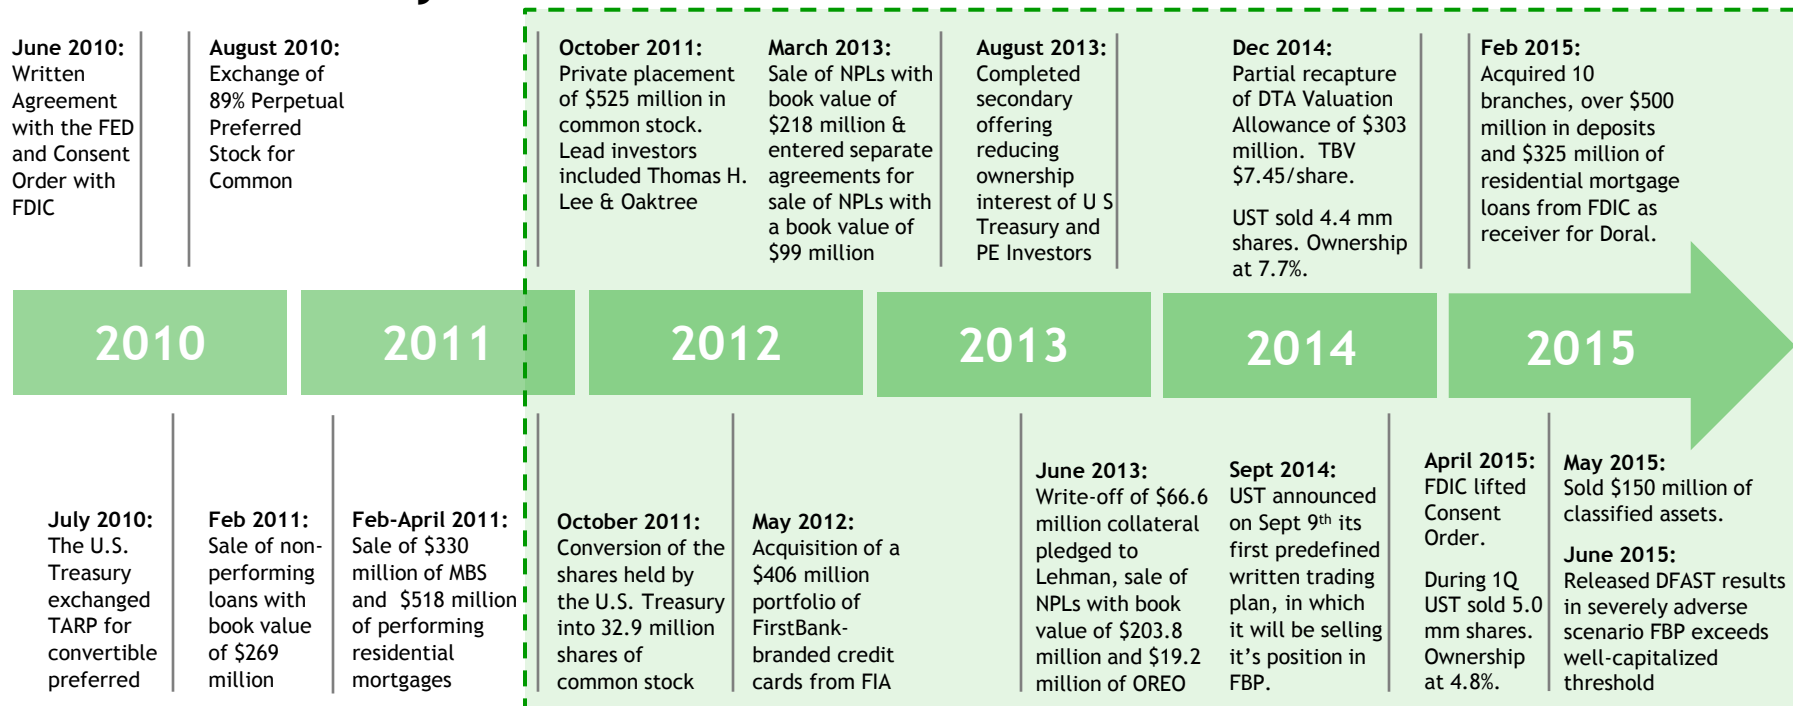 June 2010:
Written
Agreement
with the FED
and Consent
Order with
FDIC
August 2010:
Exchange of
89% Perpetual
Preferred
Stock for
Common
October 2011:
Private placement
of $525 million in
common stock.
Lead investors
included Thomas H.
Lee & Oaktree
March 2013:
Sale of NPLs with
book value of
$218 million &
entered separate
agreements for
sale of NPLs with
a book value of
$99 million
August 2013:
Completed
secondary
offering
reducing
ownership
interest of U S
Treasury and
PE Investors
Dec 2014:
Partial recapture
of DTA Valuation
Allowance of $303
million. TBV
$7.45/share.
UST sold 4.4 mm
shares. Ownership
at 7.7%.
Feb 2015:
Acquired 10
branches, over $500
million in deposits
and $325 million of
residential mortgage
loans from FDIC as
receiver for Doral.
2010
2011
2012
2013
2014
2015
July 2010:
The U.S.
Treasury
exchanged
TARP for
convertible
preferred
Feb 2011:
Sale of non-
performing
loans with
book value
of $269
million
Feb-April 2011:
Sale of $330
million of MBS
and $518 million
of performing
residential
mortgages
October 2011:
Conversion of the
shares held by
the U.S. Treasury
into 32.9 million
shares of
common stock
May 2012:
Acquisition of a
$406 million
portfolio of
FirstBank-
branded credit
cards from FIA
June 2013:
Write-off of $66.6
million collateral
pledged to
Lehman, sale of
NPLs with book
value of $203.8
million and $19.2
million of OREO
Sept 2014:
UST announced
on Sept 9th its
first predefined
written trading
plan, in which
it will be selling
it's position in
FBP.
April 2015:
FDIC lifted
Consent
Order.
During 1Q
UST sold 5.0
mm shares.
Ownership
at 4.8%.
May 2015:
Sold $150 million of
classified assets.
June 2015:
Released DFAST results
in severely adverse
scenario FBP exceeds
well-capitalized
threshold